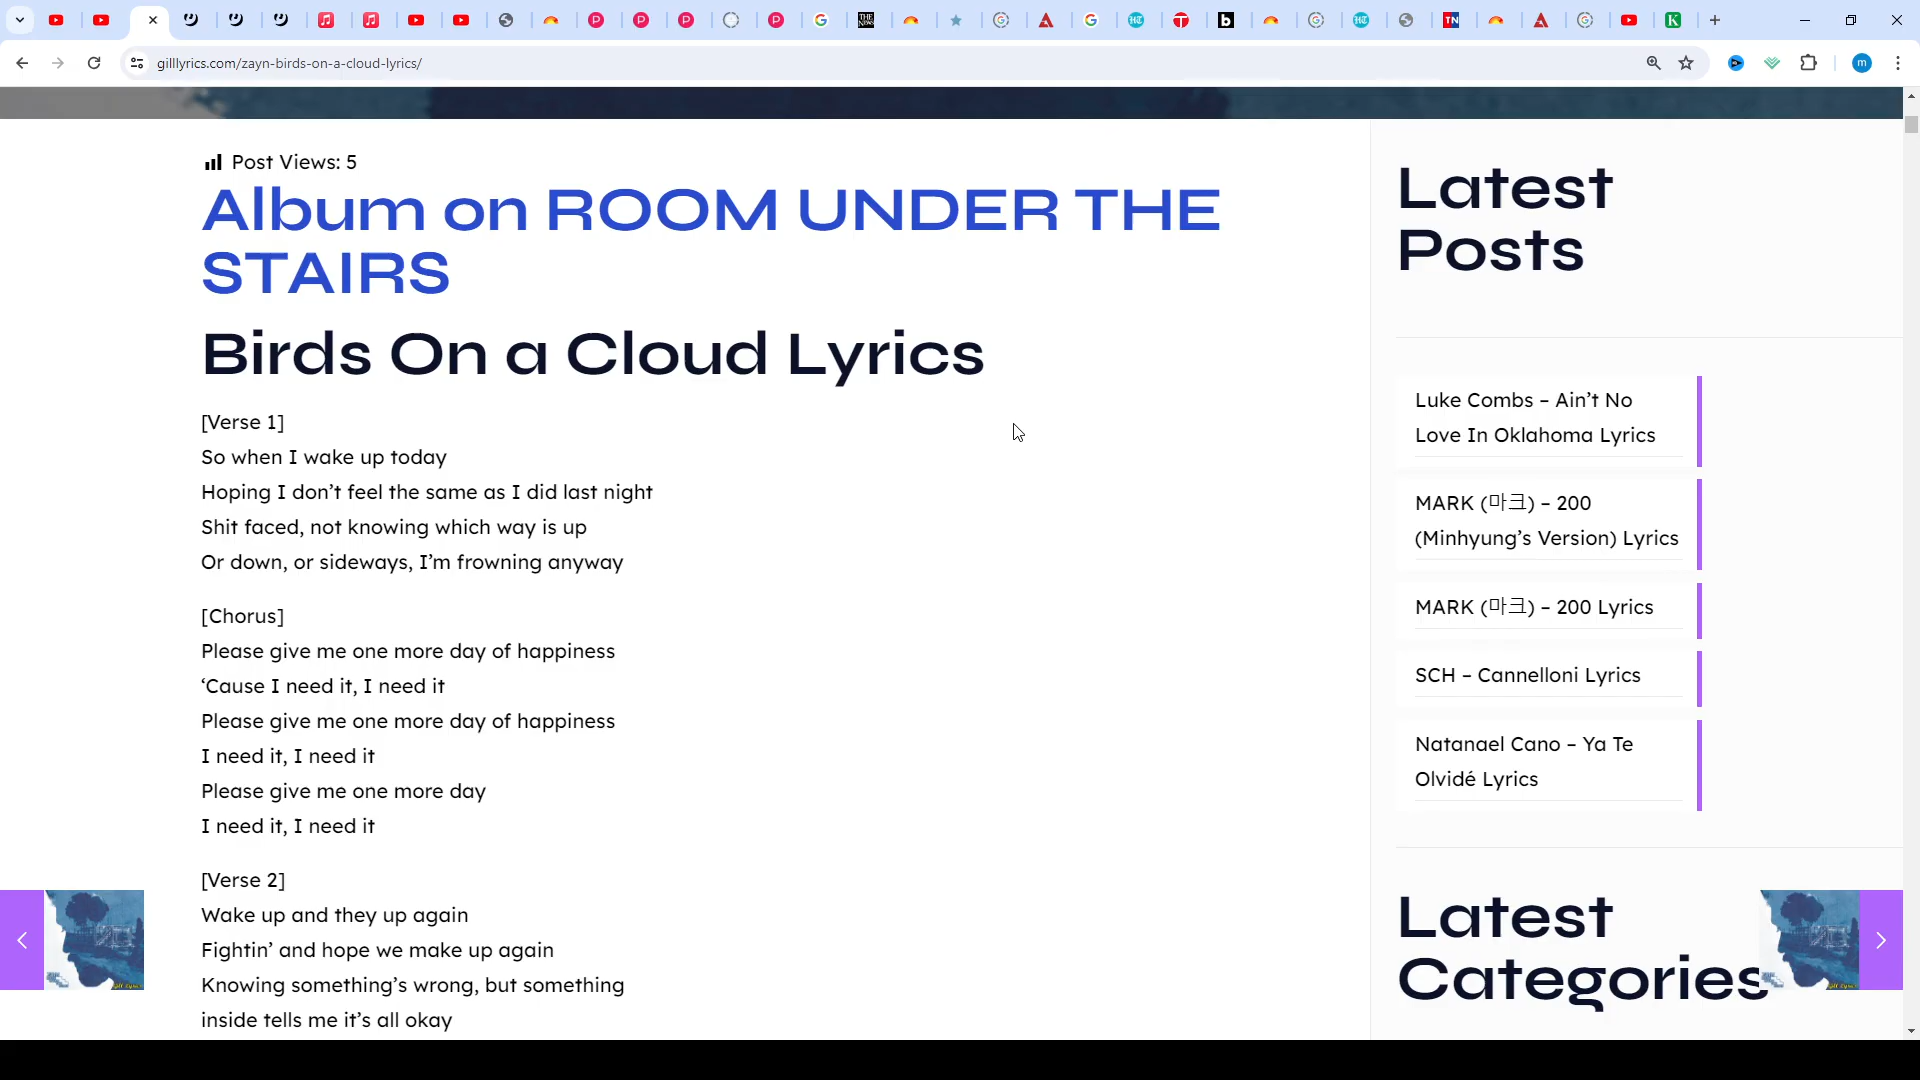 gilllyrics.com/zayn-birds-on-a-cloud-lyrics/
Post Views: 5
Album on ROOM UNDER THE
STAIRS
Birds On a Cloud Lyrics
[Verse 1]
So when I wake up today
Hoping I don’t feel the same as I did last night
Shit faced, not knowing which way is up
Or down, or sideways, I’m frowning anyway
[Chorus]
Please give me one more day of happiness
‘Cause I need it, I need it
Please give me one more day of happiness
I need it, I need it
Please give me one more day
I need it, I need it
[Verse 2]
Wake up and they up again
Fightin’ and hope we make up again
Knowing something’s wrong, but something
inside tells me it’s all okay
Latest
Posts
Luke Combs – Ain’t No
Love In Oklahoma Lyrics
MARK (마크) – 200
(Minhyung’s Version) Lyrics
MARK (마크) – 200 Lyrics
SCH – Cannelloni Lyrics
Natanael Cano – Ya Te
Olvidé Lyrics
Latest
Categories